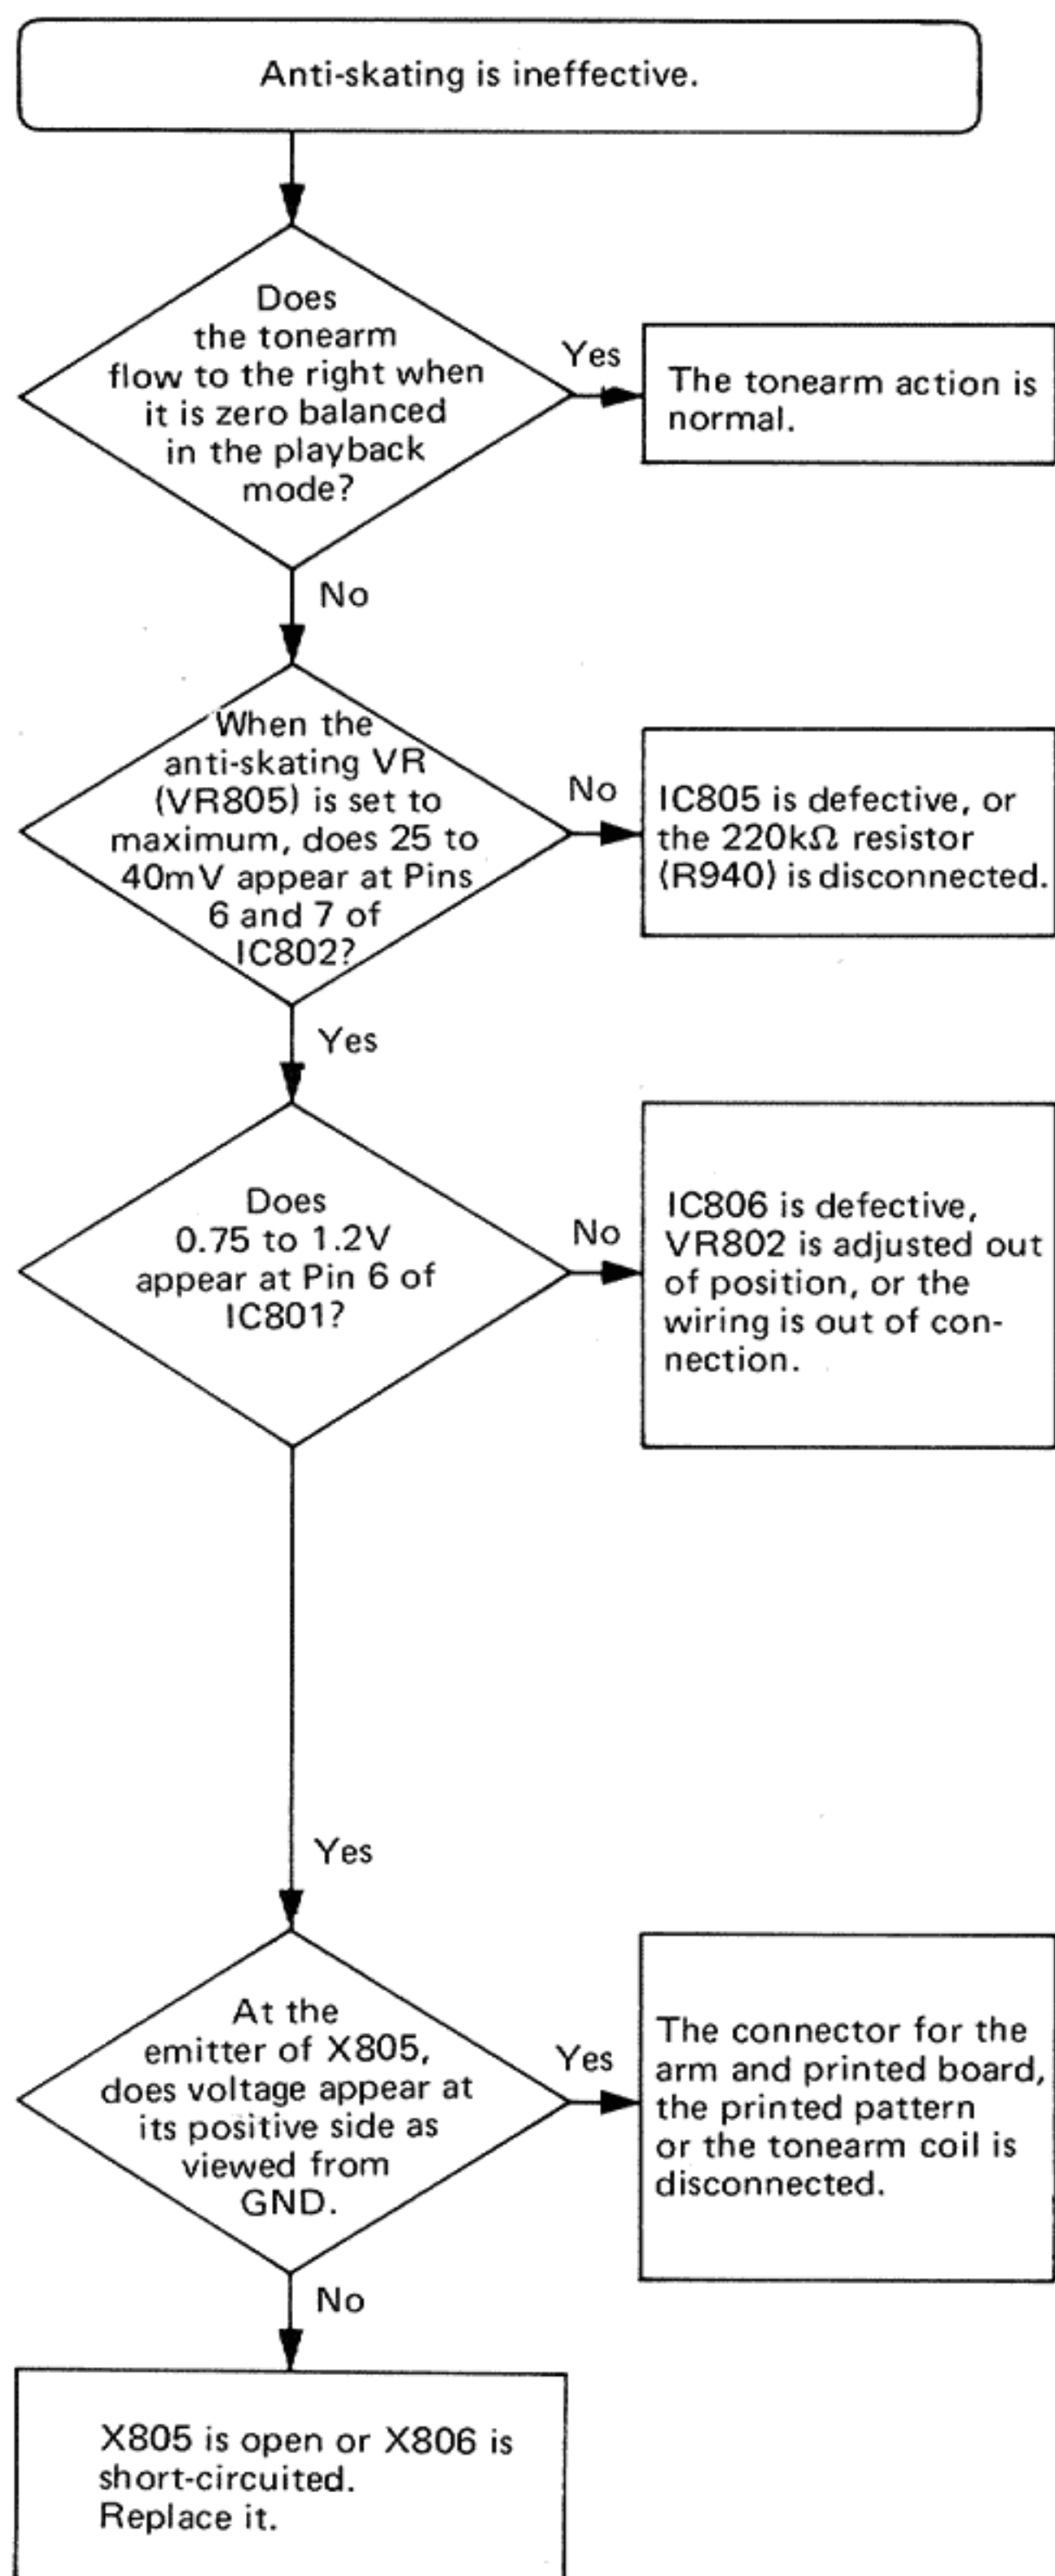 Anti-skating is ineffective.
Does
the tonearm
flow to the right when
it is zero balanced
in the playback
mode?
Yes
The tonearm action is
normal.
No
When the
anti-skating VR
(VR805) is set to
maximum, does 25 to
40mV appear at Pins
6 and 7 of
IC802?
No
IC805 is defective, or
the 220kΩ resistor
(R940) is disconnected.
Yes
Does
0.75 to 1.2V
appear at Pin 6 of
IC801?
No
IC806 is defective,
VR802 is adjusted out
of position, or the
wiring is out of con-
nection.
Yes
At the
emitter of X805,
does voltage appear at
its positive side as
viewed from
GND.
Yes
The connector for the
arm and printed board,
the printed pattern
or the tonearm coil is
disconnected.
No
X805 is open or X806 is
short-circuited.
Replace it.